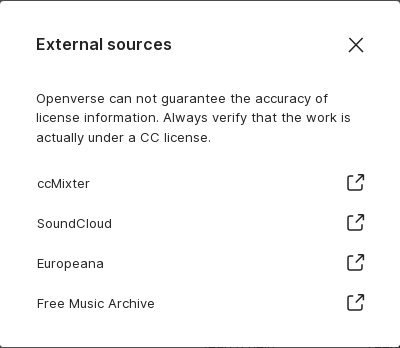 External sources
Openverse can not guarantee the accuracy of
license information. Always verify that the work is
actually under a CC license.
ccMixter
SoundCloud
Europeana
Free Music Archive